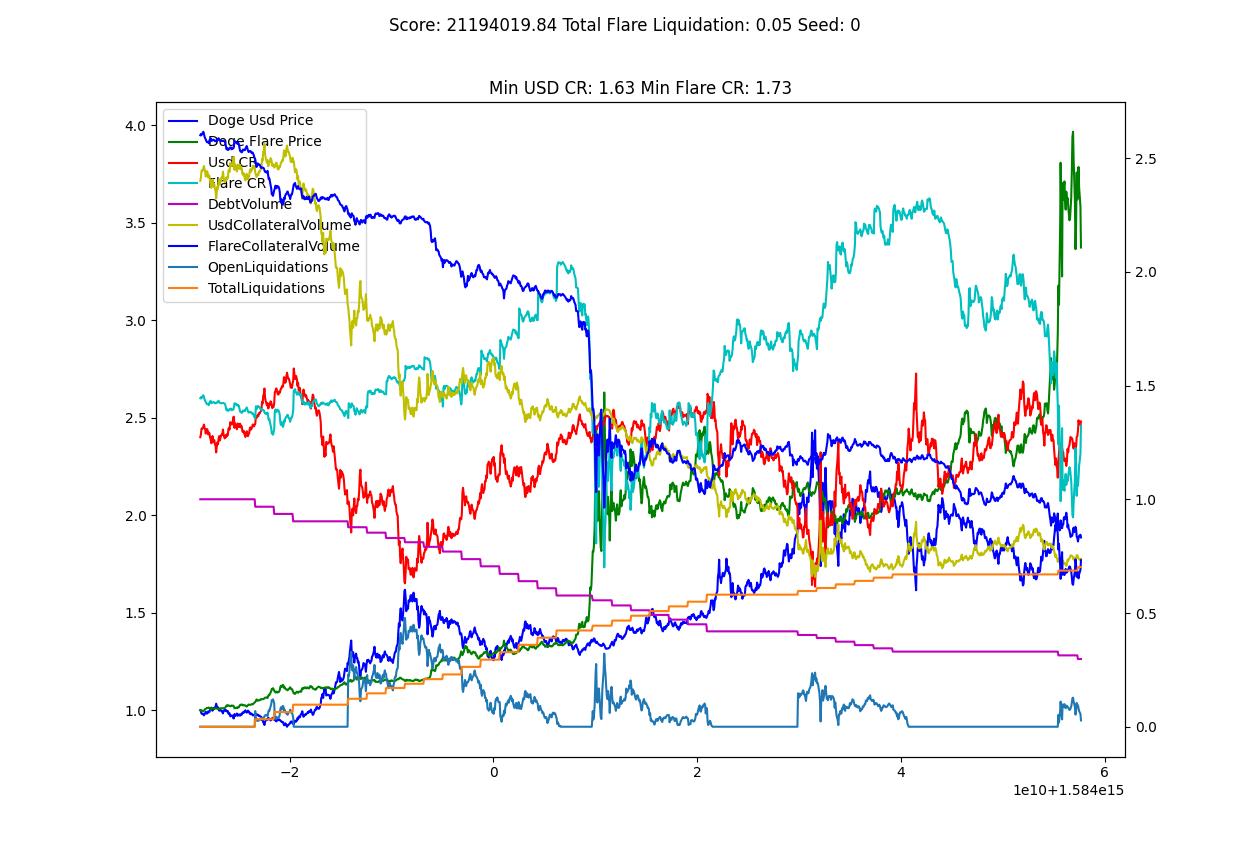 Score: 21194019.84 Total Flare Liquidation: 0.05 Seed: 0
Min USD CR: 1.63 Min Flare CR: 1.73
Doge Usd Price
Doge Flare Price
Usd CR
Flare CR
DebtVolume
UsdCollateralVolume
FlareCollateralVolume
OpenLiquidations
TotalLiquidations
4.0
3.5
3.0
2.5
2.0
1.5
1.0
2.5
2.0
1.5
1.0
0.5
0.0
−2
0
2
4
6
1e10+1.584e15